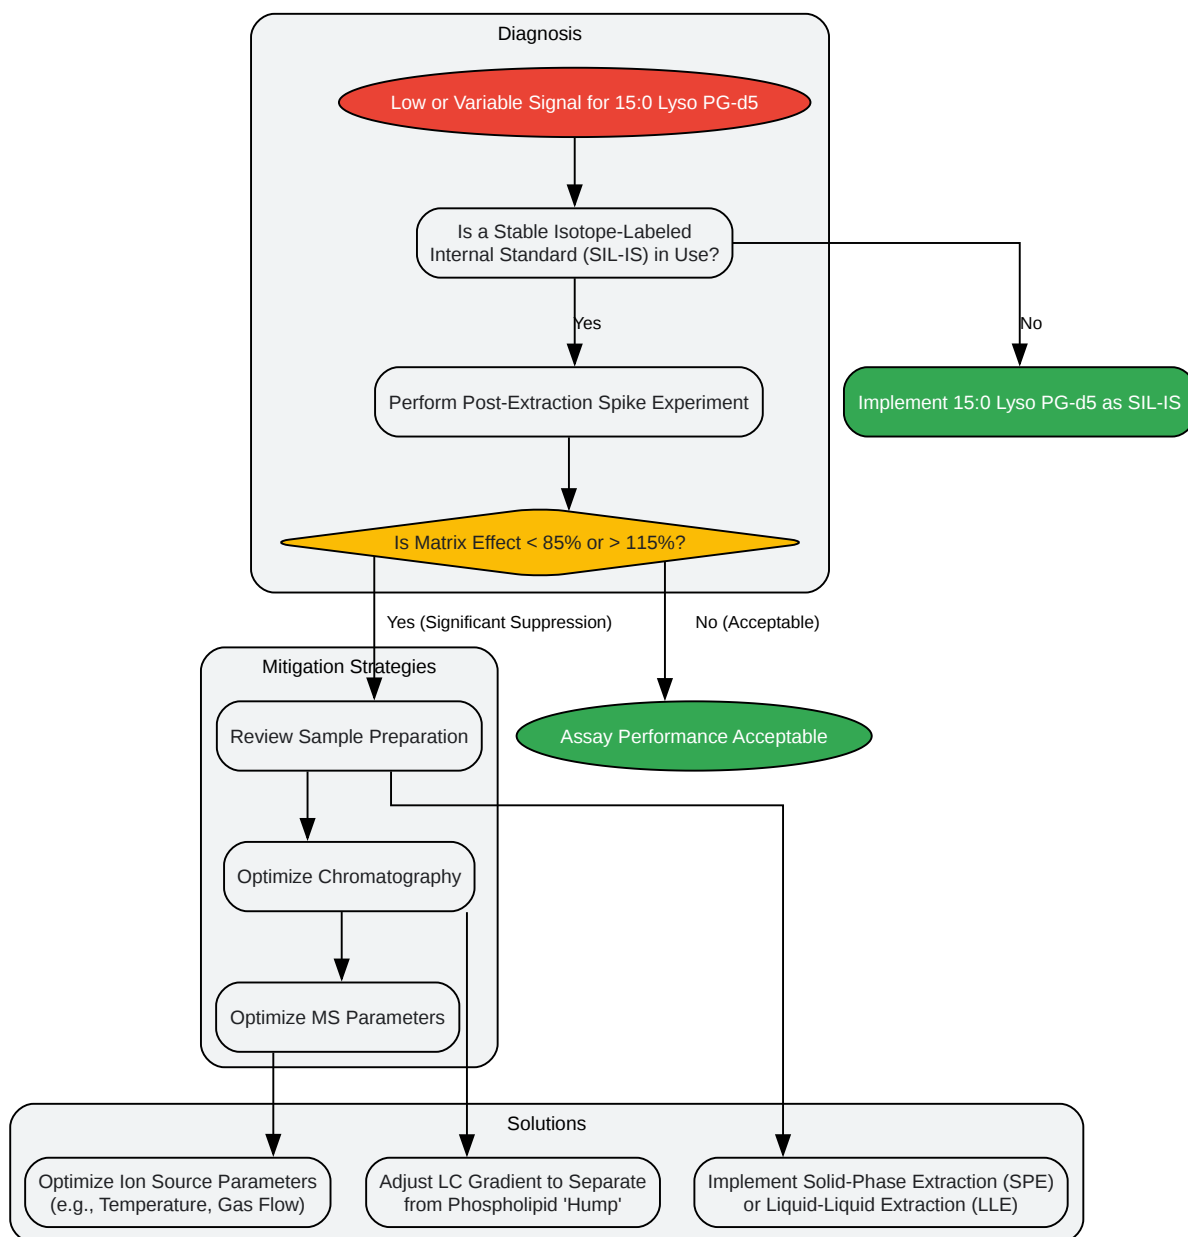 Diagnosis
Low or Variable Signal for 15:0 Lyso PG-d5
Is a Stable Isotope-Labeled
Internal Standard (SIL-IS) in Use?
Yes
No
Perform Post-Extraction Spike Experiment
Implement 15:0 Lyso PG-d5 as SIL-IS
Is Matrix Effect < 85% or > 115%?
Yes (Significant Suppression)
No (Acceptable)
Mitigation Strategies
Review Sample Preparation
Assay Performance Acceptable
Optimize Chromatography
Optimize MS Parameters
Solutions
Optimize Ion Source Parameters
(e.g., Temperature, Gas Flow)
Adjust LC Gradient to Separate
from Phospholipid 'Hump'
Implement Solid-Phase Extraction (SPE)
or Liquid-Liquid Extraction (LLE)